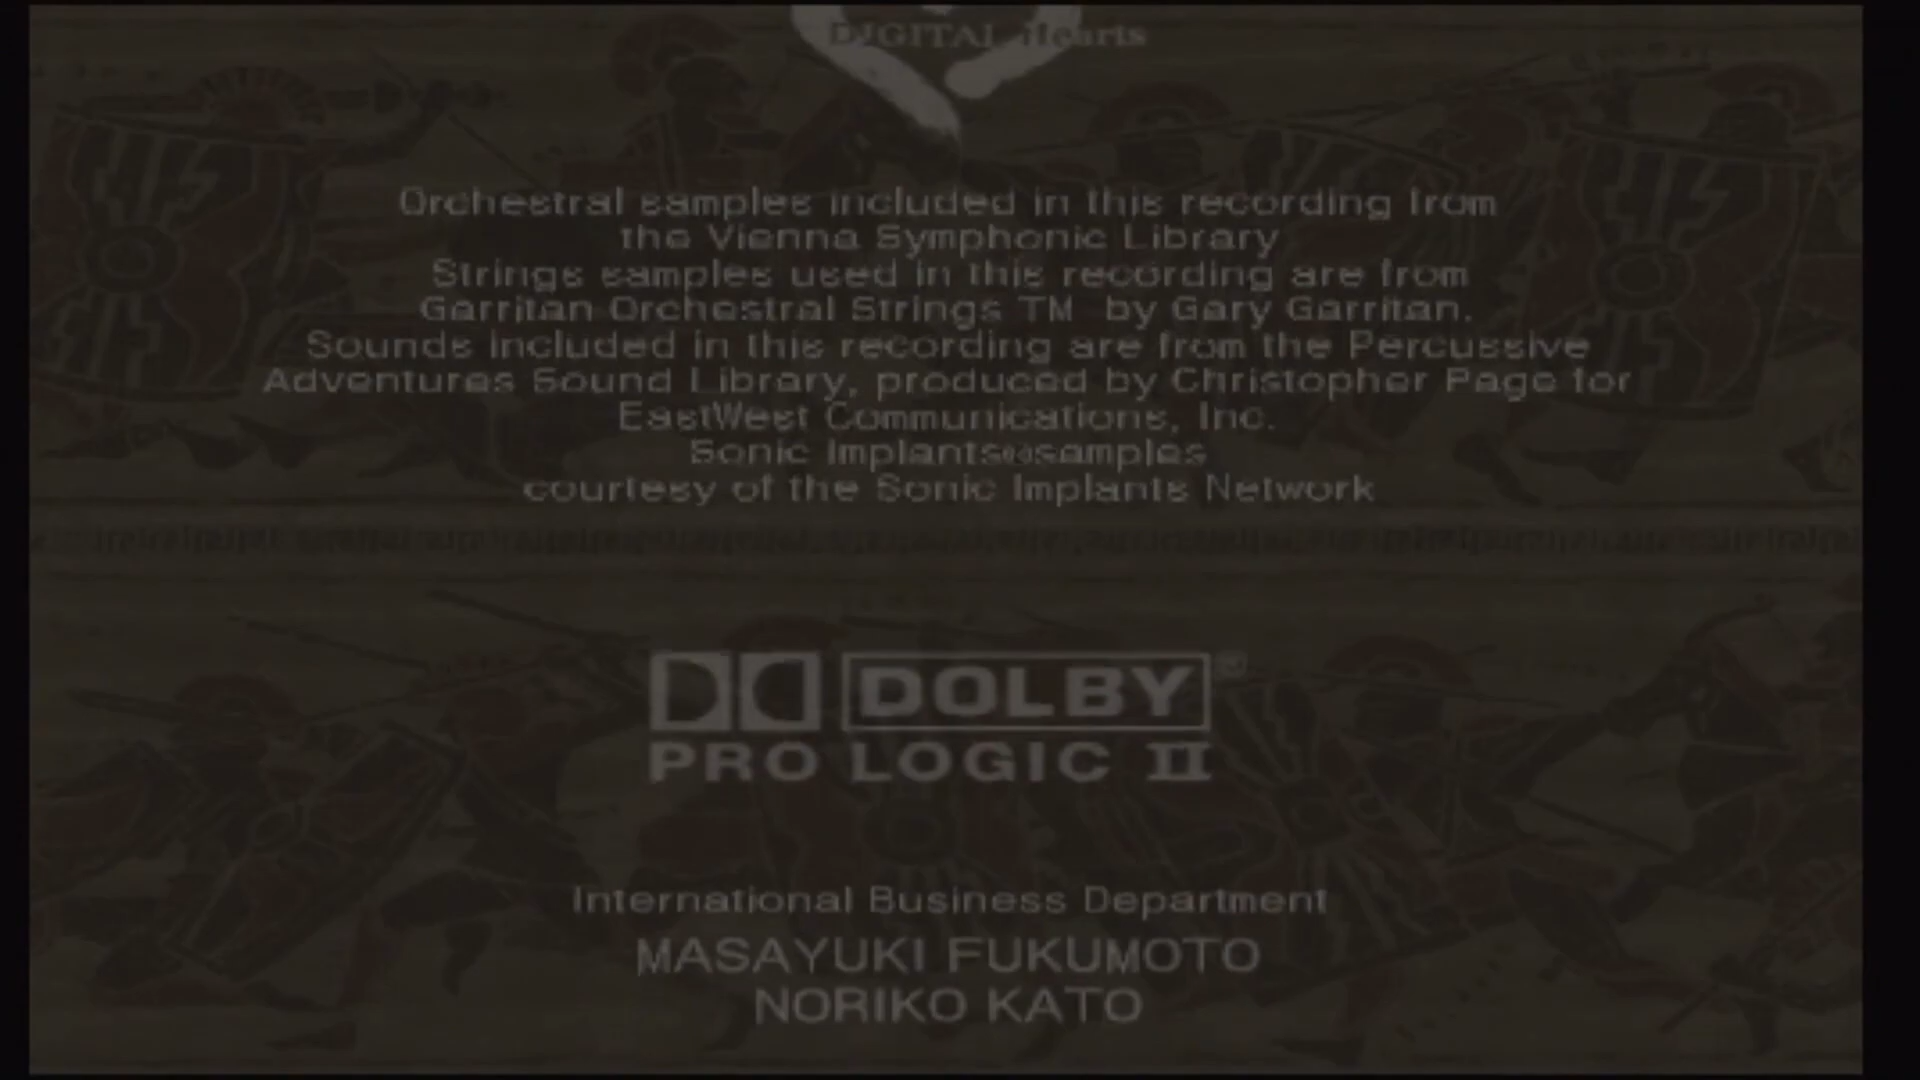 DIGITAL Hearts
Orchestral samples included in this recording from
the Vienna Symphonic Library
Strings samples used in this recording are from
Garritan Orchestral Strings TM by Gary Garritan.
Sounds included in this recording are from the Percussive
Adventures Sound Library, produced by Christopher Page for
EastWest Communications, Inc.
Sonic Implants samples
courtesy of the Sonic Implants Network
DOLBY
PRO LOGIC II
International Business Department
MASAYUKI FUKUMOTO
NORIKO KATO